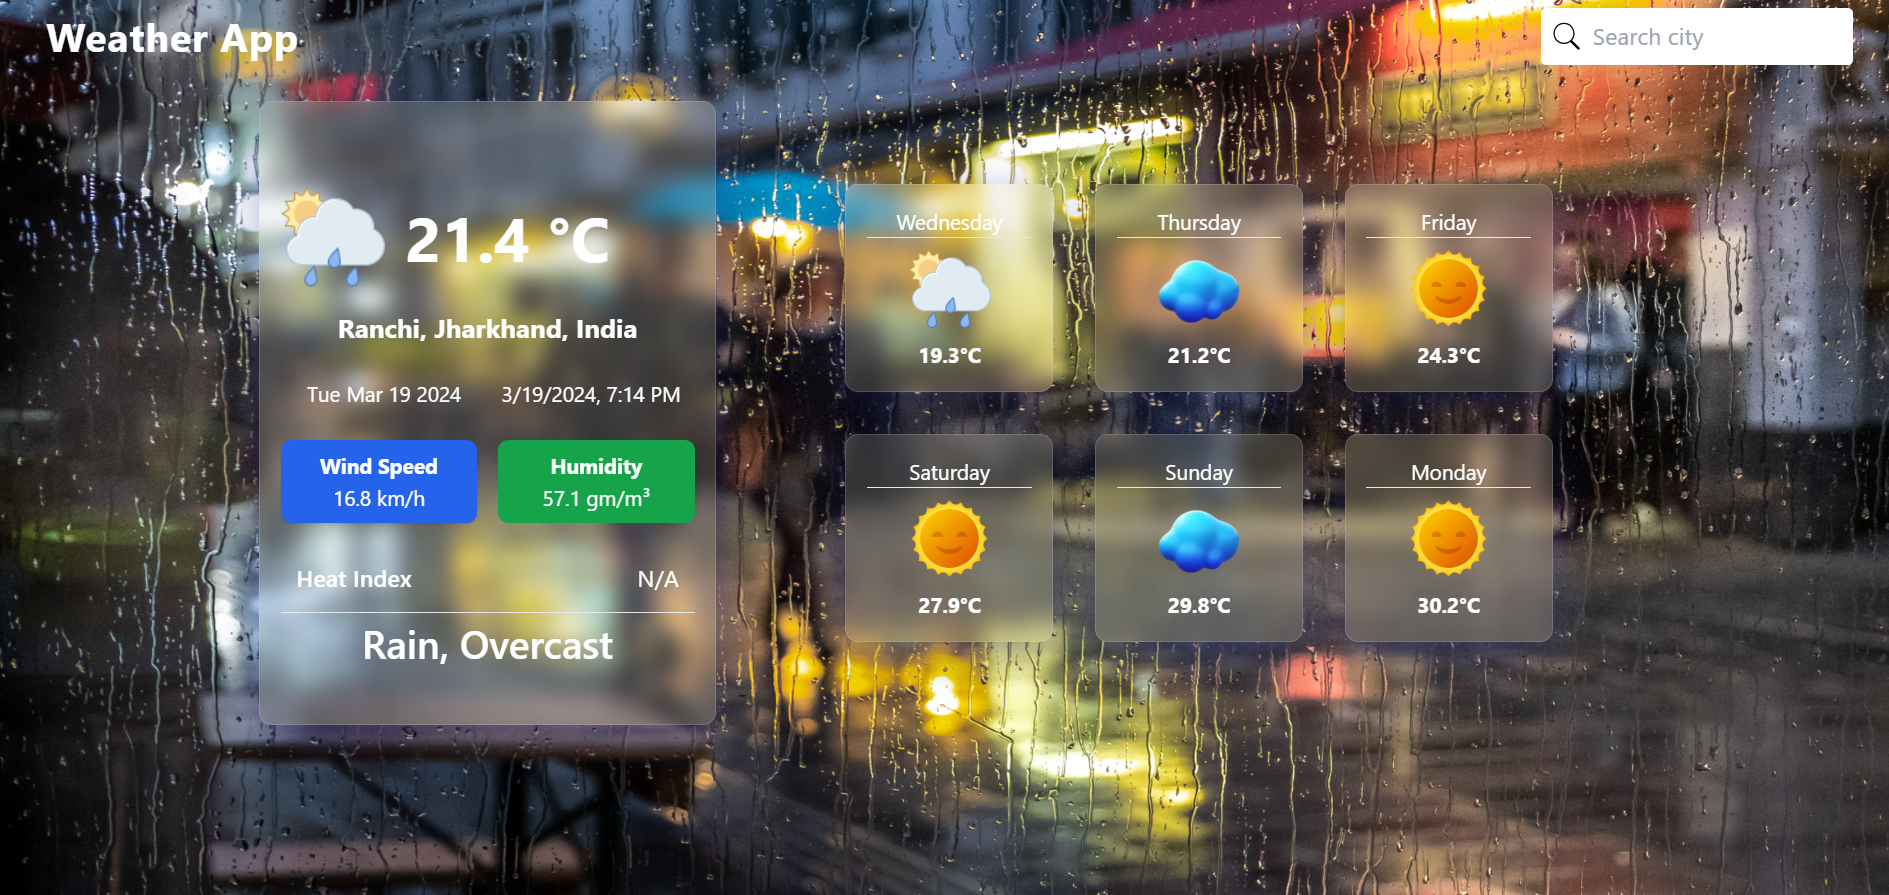 Weather App
Search city
21.4 °C
Ranchi, Jharkhand, India
Tue Mar 19 2024 3/19/2024, 7:14 PM
Wind Speed
16.8 km/h
Humidity
57.1 gm/m³
Heat Index N/A
Rain, Overcast
Wednesday
19.3°C
Thursday
21.2°C
Friday
24.3°C
Saturday
27.9°C
Sunday
29.8°C
Monday
30.2°C